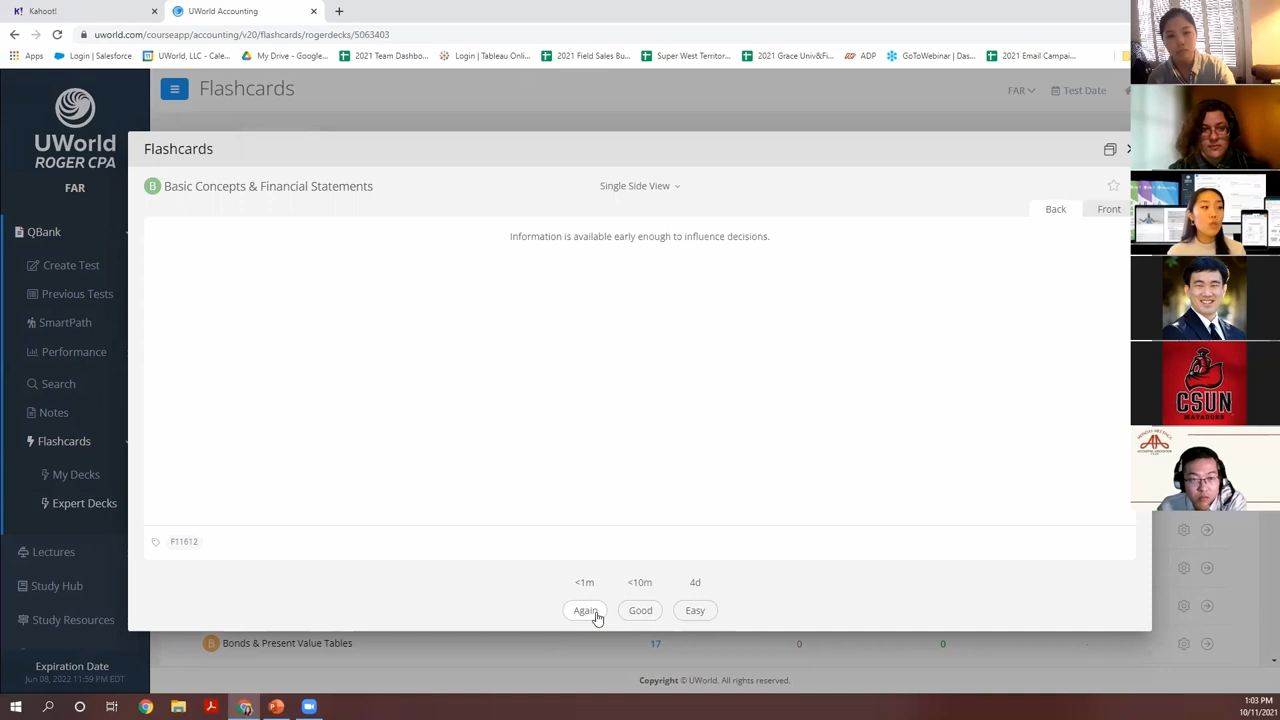 Kahoot!
UWorld Accounting
uworld.com/courseapp/accounting/v20/flashcards/rogerdecks/5063403
Apps
Login | Salesforce
UWorld, LLC - Cale...
My Drive - Google...
2021 Team Dashbo...
Login | Tableau Onl...
2021 Field Sales Bu...
Super West Territor...
2021 Grace Univ&Fi...
ADP
GoToWebinar | Das...
2021 Email Campai...
UWorld
ROGER CPA
FAR
QBank
Create Test
Previous Tests
SmartPath
Performance
Search
Notes
Flashcards
My Decks
Expert Decks
Lectures
Study Hub
Study Resources
Expiration Date
Jun 08, 2022 11:59 PM EDT
Flashcards
FAR
Test Date
Flashcards
B Basic Concepts & Financial Statements
Single Side View
Back
Front
Information is available early enough to influence decisions.
F11612
<1m
<10m
4d
Again
Good
Easy
B Bonds & Present Value Tables
17
0
0
-
Copyright © UWorld. All rights reserved.
CSUN
MATADORS
MONDAY MEETINGS
AA
1:03 PM
10/11/2021